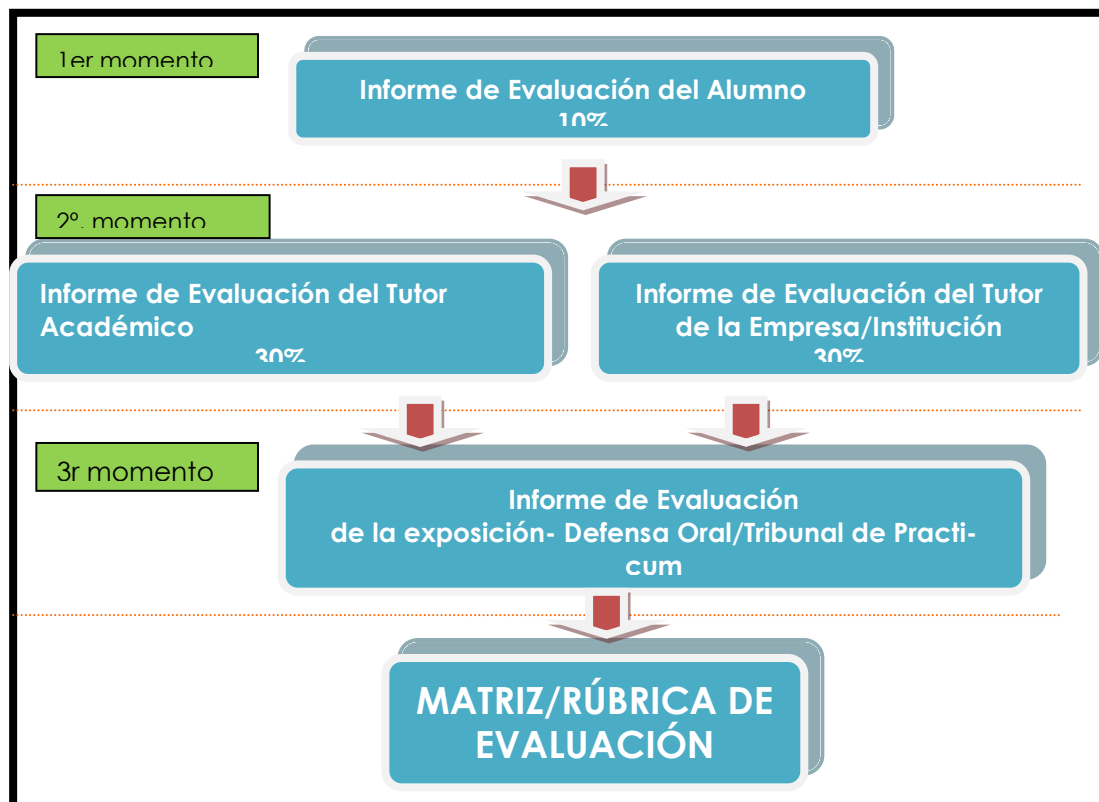 1er momento
Informe de Evaluación del Alumno
10%
2º. momento
Informe de Evaluación del Tutor
Académico
30%
Informe de Evaluación del Tutor
de la Empresa/Institución
30%
3r momento
Informe de Evaluación
de la exposición- Defensa Oral/Tribunal de Practi-
cum
MATRIZ/RÚBRICA DE
EVALUACIÓN